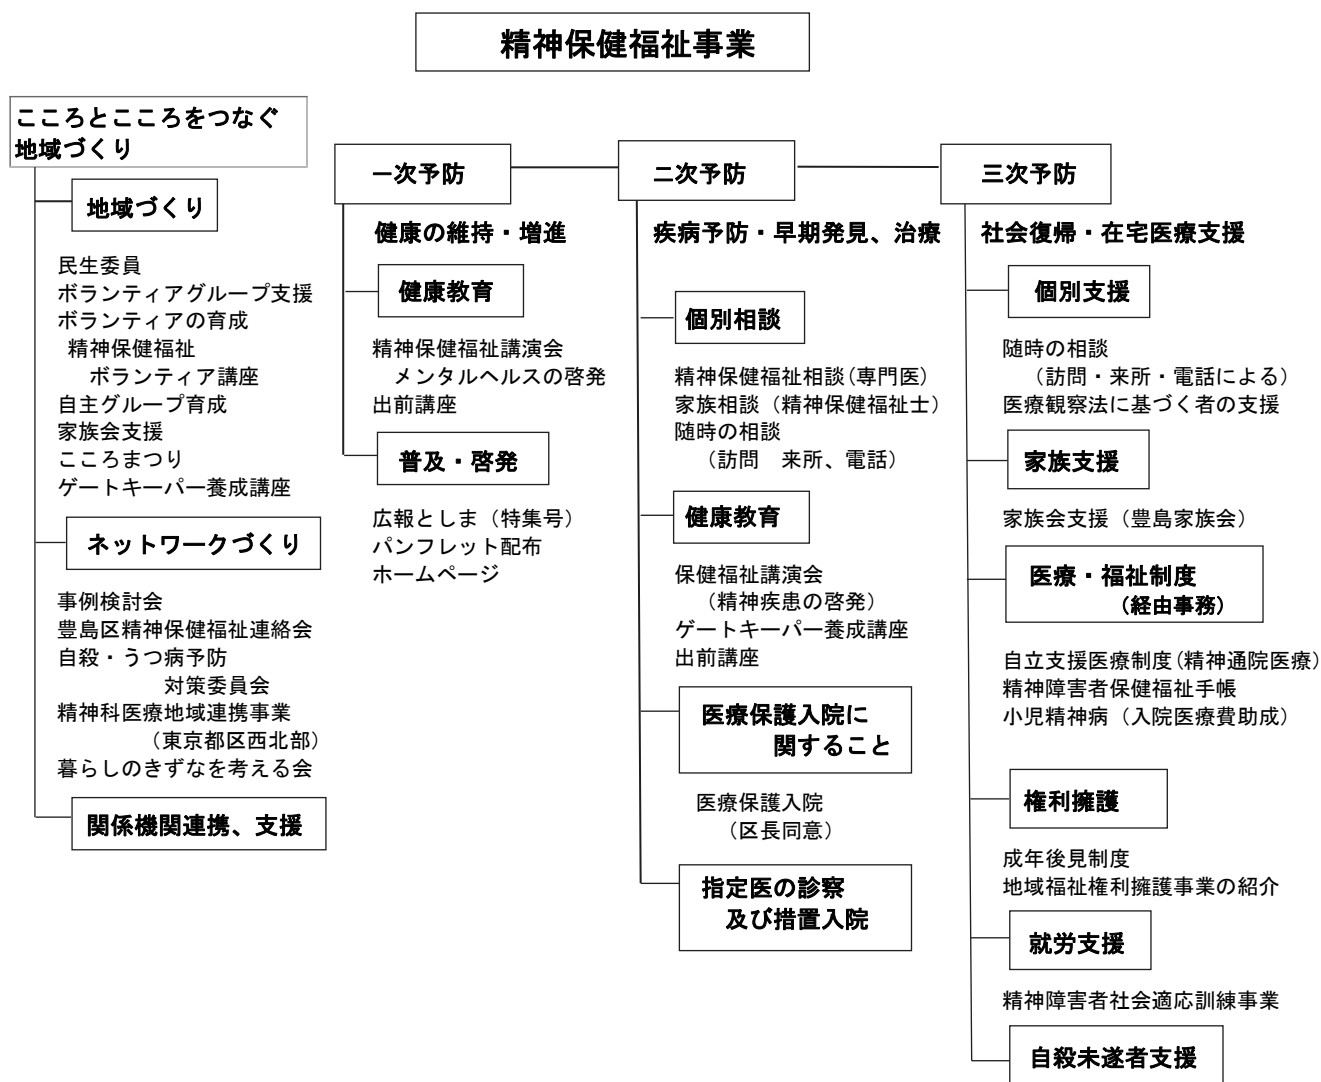 精神保健福祉事業
こころとこころをつなぐ
地域づくり
地域づくり
民生委員
ボランティアグループ支援
ボランティアの育成
精神保健福祉
ボランティア講座
自主グループ育成
家族会支援
こころまつり
ゲートキーパー養成講座
ネットワークづくり
事例検討会
豊島区精神保健福祉連絡会
自殺・うつ病予防
対策委員会
精神科医療地域連携事業
（東京都区西北部）
暮らしのきずなを考える会
関係機関連携、支援
一次予防
健康の維持・増進
健康教育
精神保健福祉講演会
メンタルヘルスの啓発
出前講座
普及・啓発
広報としま（特集号）
パンフレット配布
ホームページ
二次予防
疾病予防・早期発見、治療
個別相談
精神保健福祉相談(専門医）
家族相談（精神保健福祉士）
随時の相談
（訪問　来所、電話）
健康教育
保健福祉講演会
（精神疾患の啓発）
ゲートキーパー養成講座
出前講座
医療保護入院に
関すること
医療保護入院
（区長同意）
指定医の診察
及び措置入院
三次予防
社会復帰・在宅医療支援
個別支援
随時の相談
（訪問・来所・電話による）
医療観察法に基づく者の支援
家族支援
家族会支援（豊島家族会）
医療・福祉制度
（経由事務）
自立支援医療制度(精神通院医療）
精神障害者保健福祉手帳
小児精神病（入院医療費助成）
権利擁護
成年後見制度
地域福祉権利擁護事業の紹介
就労支援
精神障害者社会適応訓練事業
自殺未遂者支援